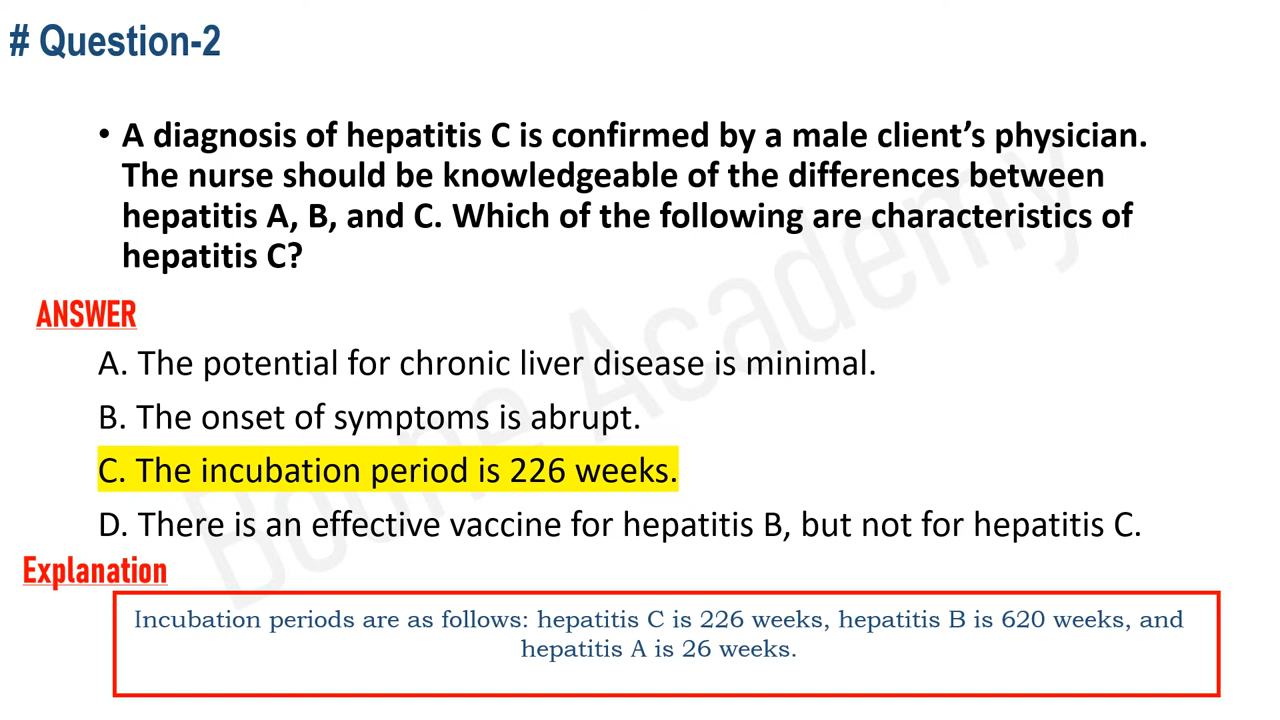 # Question-2
• A diagnosis of hepatitis C is confirmed by a male client’s physician.
The nurse should be knowledgeable of the differences between
hepatitis A, B, and C. Which of the following are characteristics of
hepatitis C?
ANSWER
A. The potential for chronic liver disease is minimal.
B. The onset of symptoms is abrupt.
C. The incubation period is 226 weeks.
D. There is an effective vaccine for hepatitis B, but not for hepatitis C.
Explanation
Incubation periods are as follows: hepatitis C is 226 weeks, hepatitis B is 620 weeks, and
hepatitis A is 26 weeks.
Academy